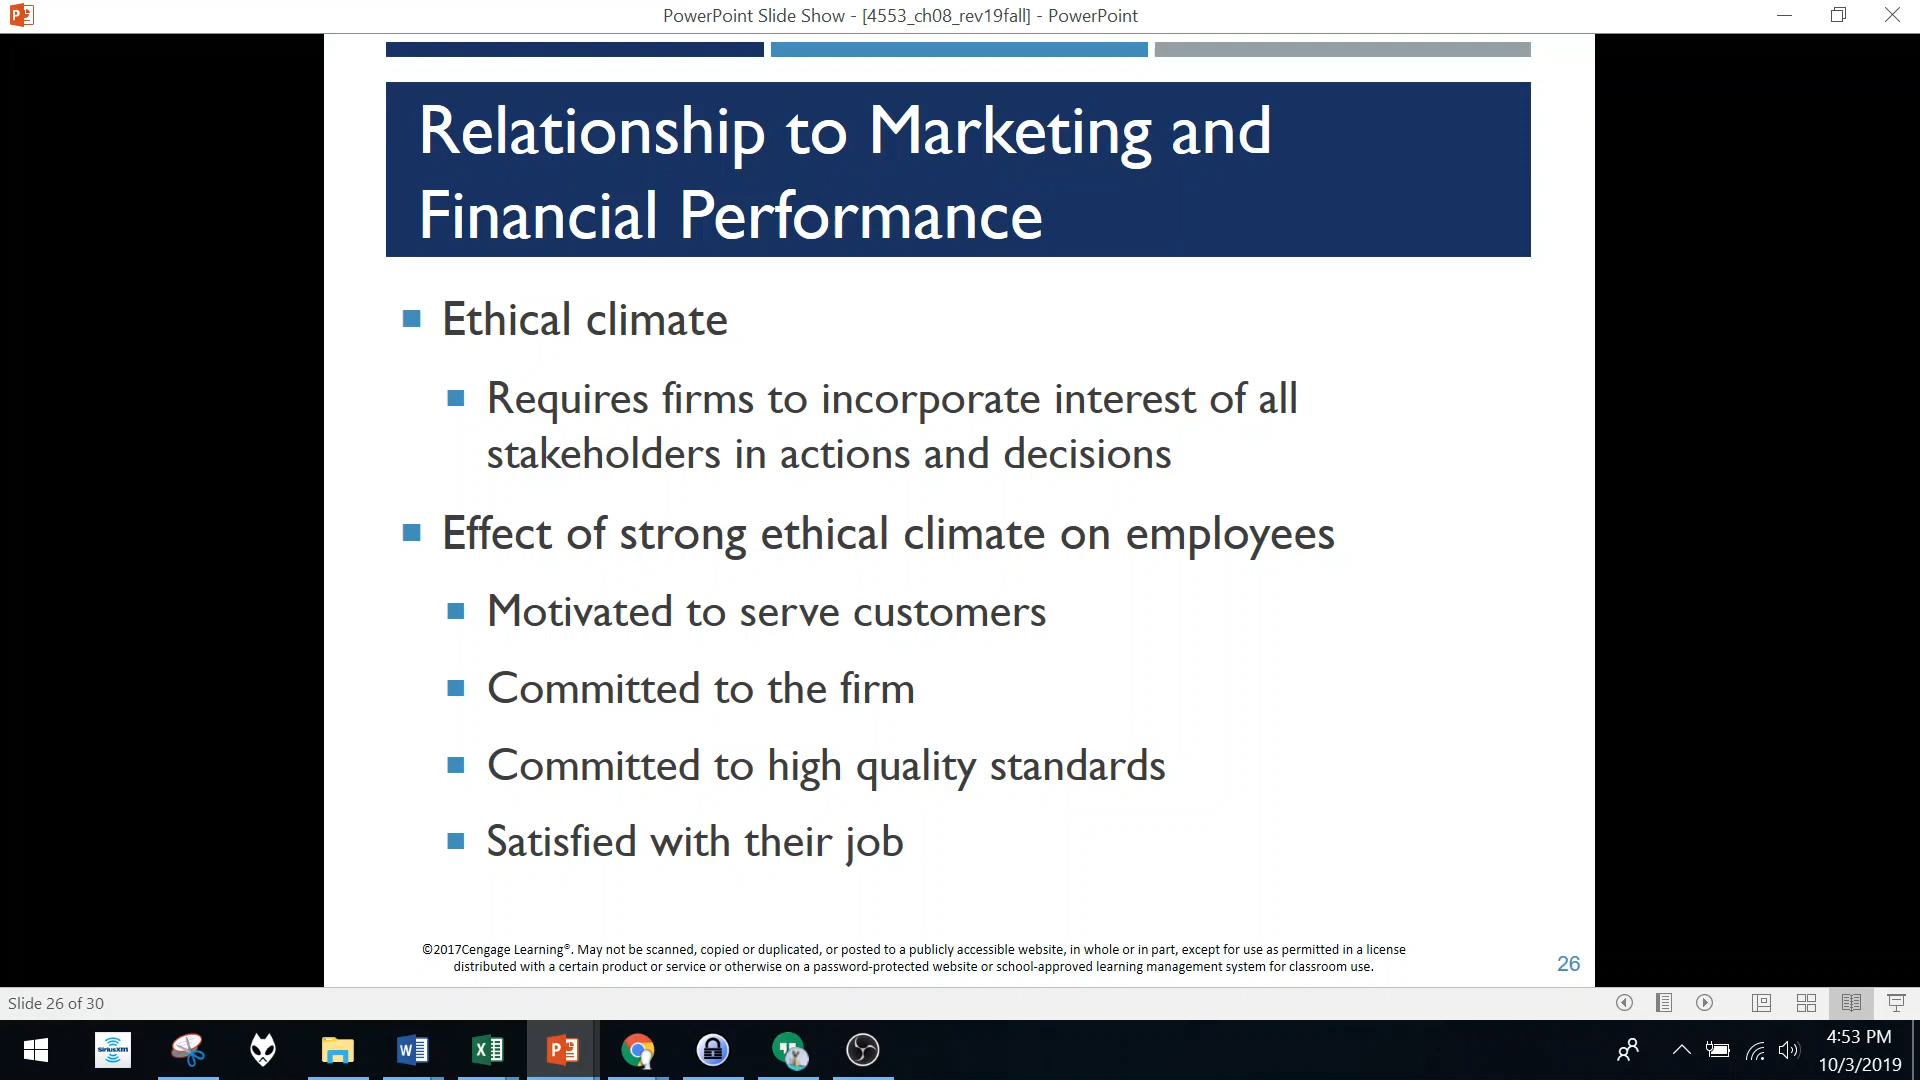 PowerPoint Slide Show - [4553_ch08_rev19fall] - PowerPoint
Relationship to Marketing and
Financial Performance
Ethical climate
Requires firms to incorporate interest of all
stakeholders in actions and decisions
Effect of strong ethical climate on employees
Motivated to serve customers
Committed to the firm
Committed to high quality standards
Satisfied with their job
©2017Cengage Learning®. May not be scanned, copied or duplicated, or posted to a publicly accessible website, in whole or in part, except for use as permitted in a license
distributed with a certain product or service or otherwise on a password-protected website or school-approved learning management system for classroom use.
26
Slide 26 of 30
SiriusXM
4:53 PM
10/3/2019